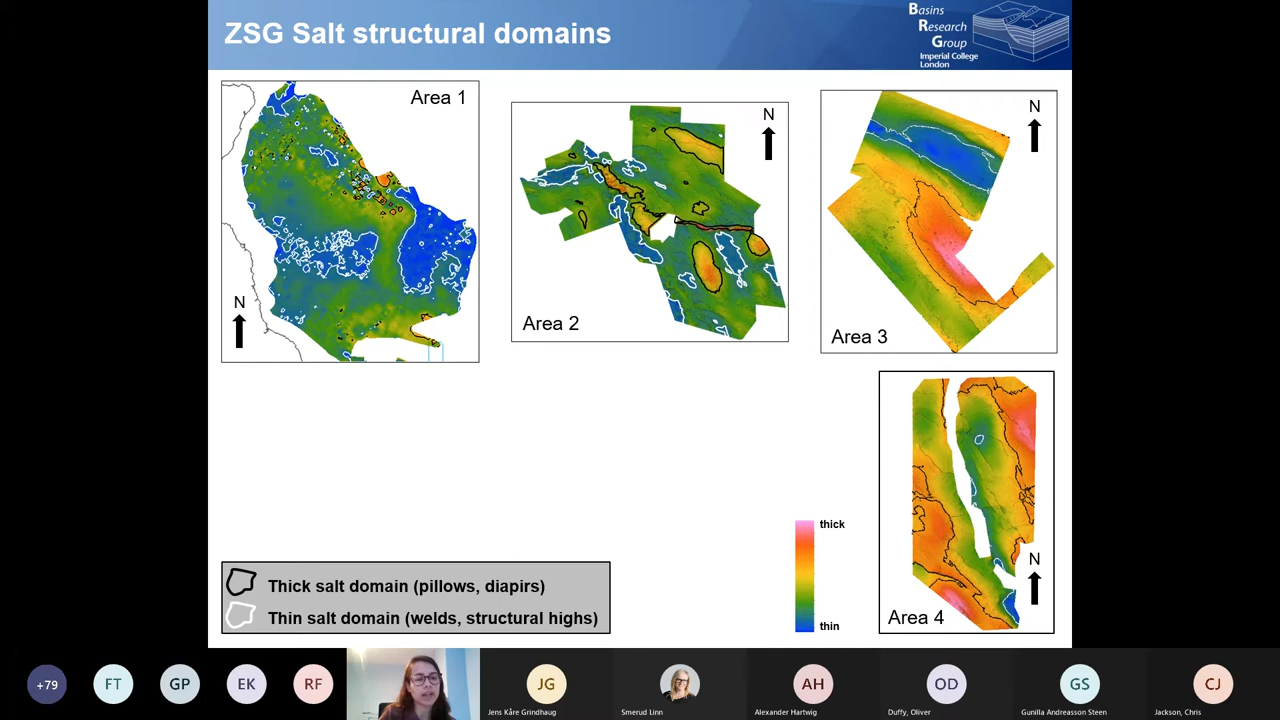 ZSG Salt structural domains
Basins
Research
Group
Imperial College
London
Area 1
N
Area 2
N
Area 3
N
Area 4
N
thick
thin
Thick salt domain (pillows, diapirs)
Thin salt domain (welds, structural highs)
+79
FT
GP
EK
RF
JG
Jens Kåre Grindhaug
Smerud Linn
AH
Alexander Hartwig
OD
Duffy, Oliver
GS
Gunilla Andreasson Steen
CJ
Jackson, Chris